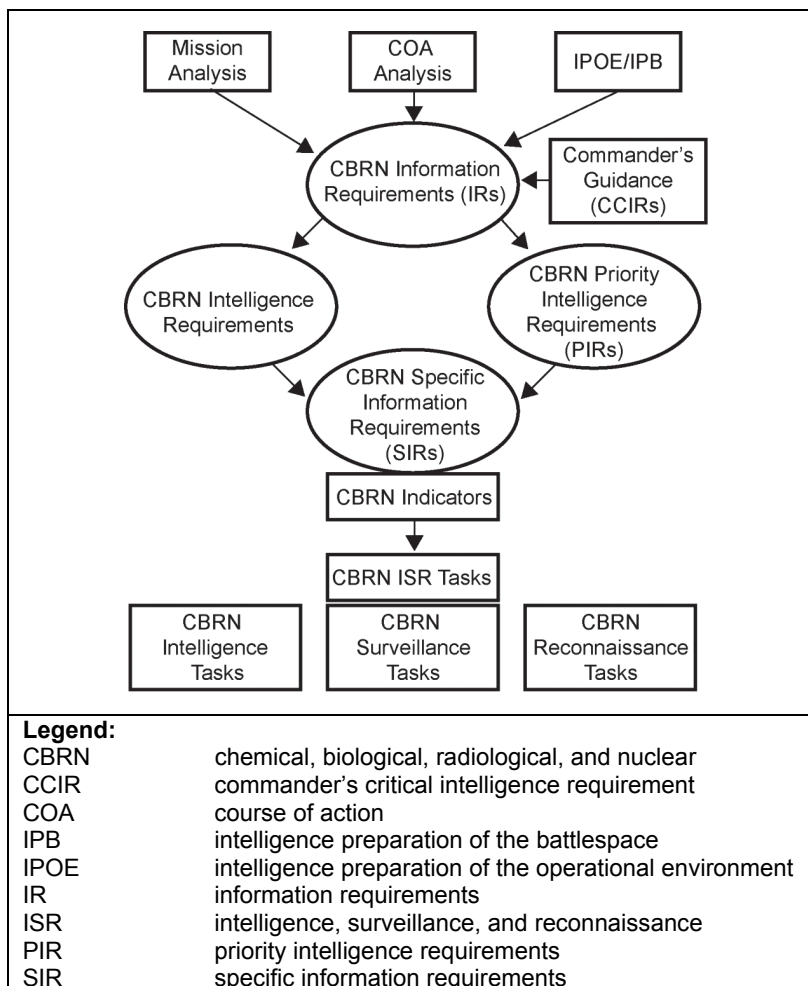 Mission
Analysis
COA
Analysis
IPOE/IPB
CBRN Information
Requirements (IRs)
Commander's
Guidance
(CCIRs)
CBRN Intelligence
Requirements
CBRN Priority
Intelligence
Requirements
(PIRs)
CBRN Specific
Information
Requirements
(SIRs)
CBRN Indicators
CBRN ISR Tasks
CBRN
Intelligence
Tasks
CBRN
Surveillance
Tasks
CBRN
Reconnaissance
Tasks
Legend:
CBRN chemical, biological, radiological, and nuclear
CCIR commander's critical intelligence requirement
COA course of action
IPB intelligence preparation of the battlespace
IPOE intelligence preparation of the operational environment
IR information requirements
ISR intelligence, surveillance, and reconnaissance
PIR priority intelligence requirements
SIR specific information requirements